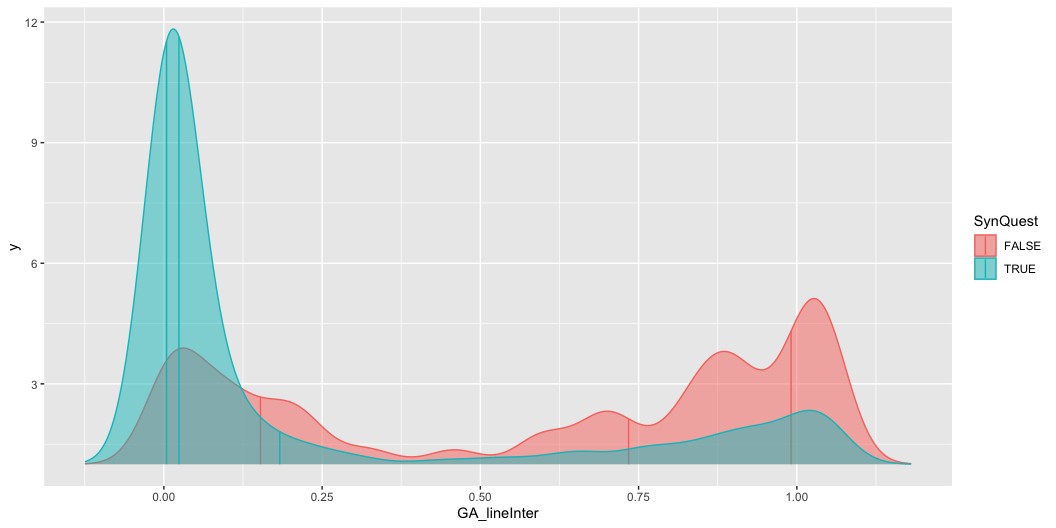 12
9
6
3
y
0.00 0.25 0.50 0.75 1.00
GA_lineInter
SynQuest
FALSE
TRUE